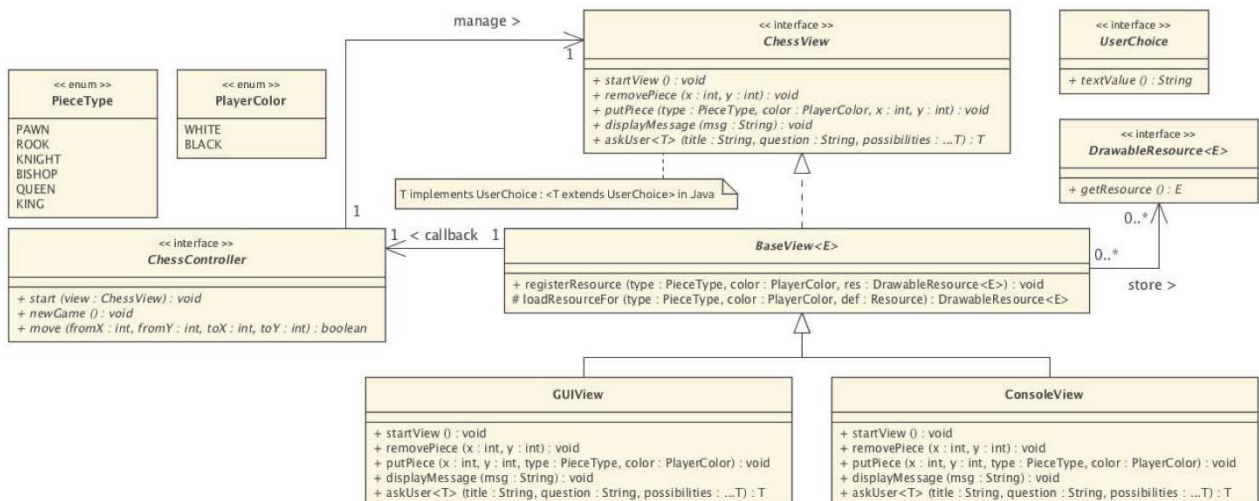 manage >
1
<< interface >>
ChessView
+ startView () : void
+ removePiece (x : int, y : int) : void
+ putPiece (type : PieceType, color : PlayerColor, x : int, y : int) : void
+ displayMessage (msg : String) : void
+ askUser<T> (title : String, question : String, possibilities : ...T) : T
<< interface >>
UserChoice
+ textValue () : String
<< enum >>
PieceType
PAWN
ROOK
KNIGHT
BISHOP
QUEEN
KING
<< enum >>
PlayerColor
WHITE
BLACK
<< interface >>
DrawableResource<E>
+ getResource () : E
T implements UserChoice : <T extends UserChoice> in Java
1
0..*
<< interface >>
ChessController
+ start (view : ChessView) : void
+ newGame () : void
+ move (fromX : int, fromY : int, toX : int, toY : int) : boolean
1 < callback 1
BaseView<E>
+ registerResource (type : PieceType, color : PlayerColor, res : DrawableResource<E>) : void
# loadResourceFor (type : PieceType, color : PlayerColor, def : Resource) : DrawableResource<E>
0..*
store >
GUIView
+ startView () : void
+ removePiece (x : int, y : int) : void
+ putPiece (x : int, y : int, type : PieceType, color : PlayerColor) : void
+ displayMessage (msg : String) : void
+ askUser<T> (title : String, question : String, possibilities : ...T) : T
ConsoleView
+ startView () : void
+ removePiece (x : int, y : int) : void
+ putPiece (x : int, y : int, type : PieceType, color : PlayerColor) : void
+ displayMessage (msg : String) : void
+ askUser<T> (title : String, question : String, possibilities : ...T) : T